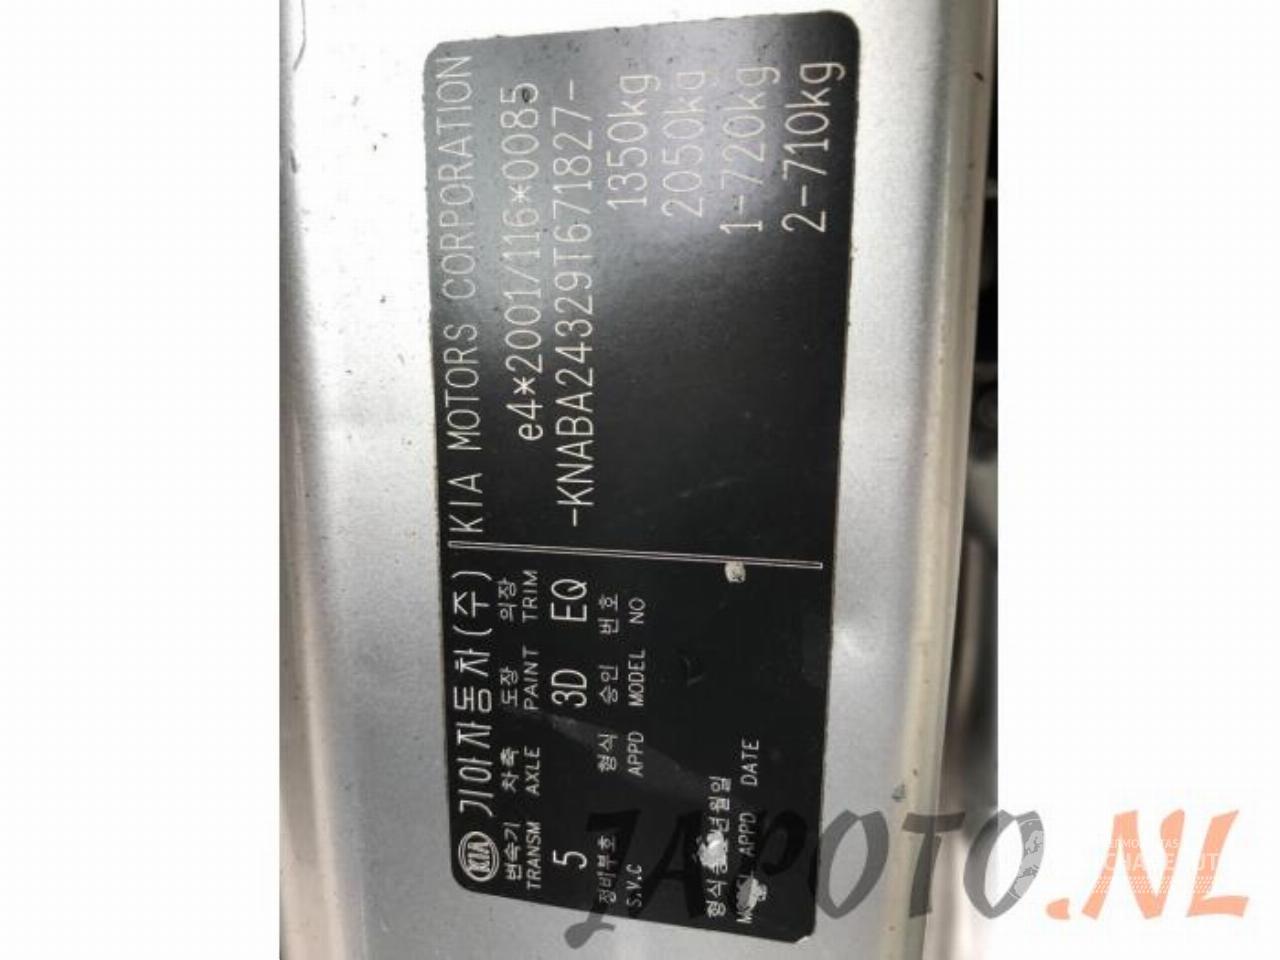 KIA 기아자동차(주) KIA MOTORS CORPORATION
변속기 차축 도장 의장
TRANSM AXLE PAINT TRIM
e4*2001/116*0085
5 3D EQ
-KNABA24329T671827-
정비부호 형식 승인 번호
S.V.C APPD MODEL NO
1350kg
2050kg
1-720kg
2-710kg
형식
년월일
APPD DATE
JAPOTO.NL